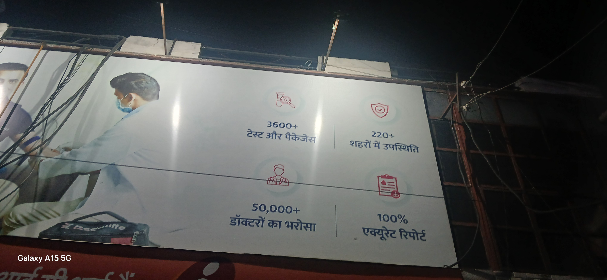 3600+
टेस्ट और पैकेजेस
220+
शहरों में उपस्थिति
50,000+
डॉक्टरों का भरोसा
100%
एक्यूरेट रिपोर्ट
Galaxy A15 5G